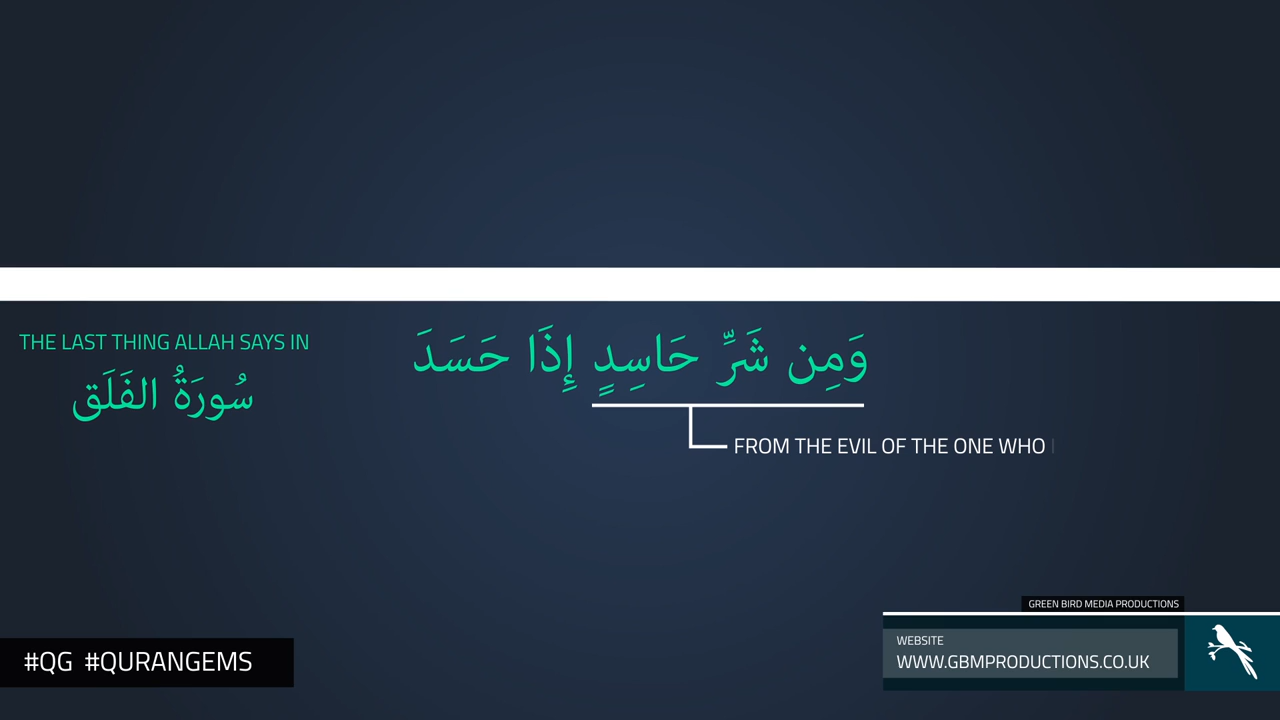 THE LAST THING ALLAH SAYS IN
سُورَةُ الفَلَق
وَمِن شَرِّ حَاسِدٍ إِذَا حَسَدَ
FROM THE EVIL OF THE ONE WHO
GREEN BIRD MEDIA PRODUCTIONS
WEBSITE
WWW.GBMPRODUCTIONS.CO.UK
#QG #QURANGEMS